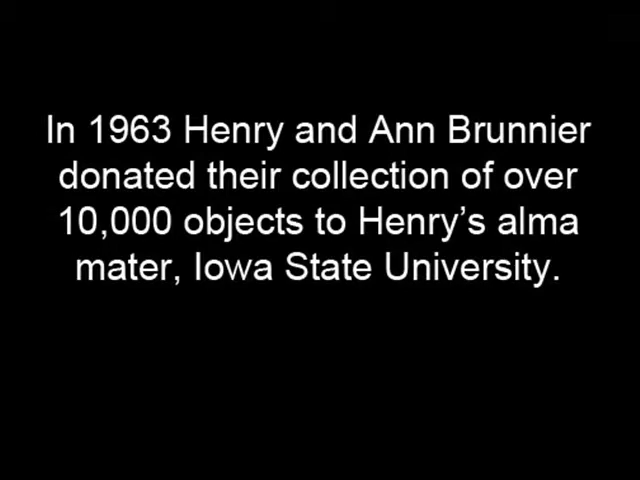 In 1963 Henry and Ann Brunnier
donated their collection of over
10,000 objects to Henry’s alma
mater, Iowa State University.